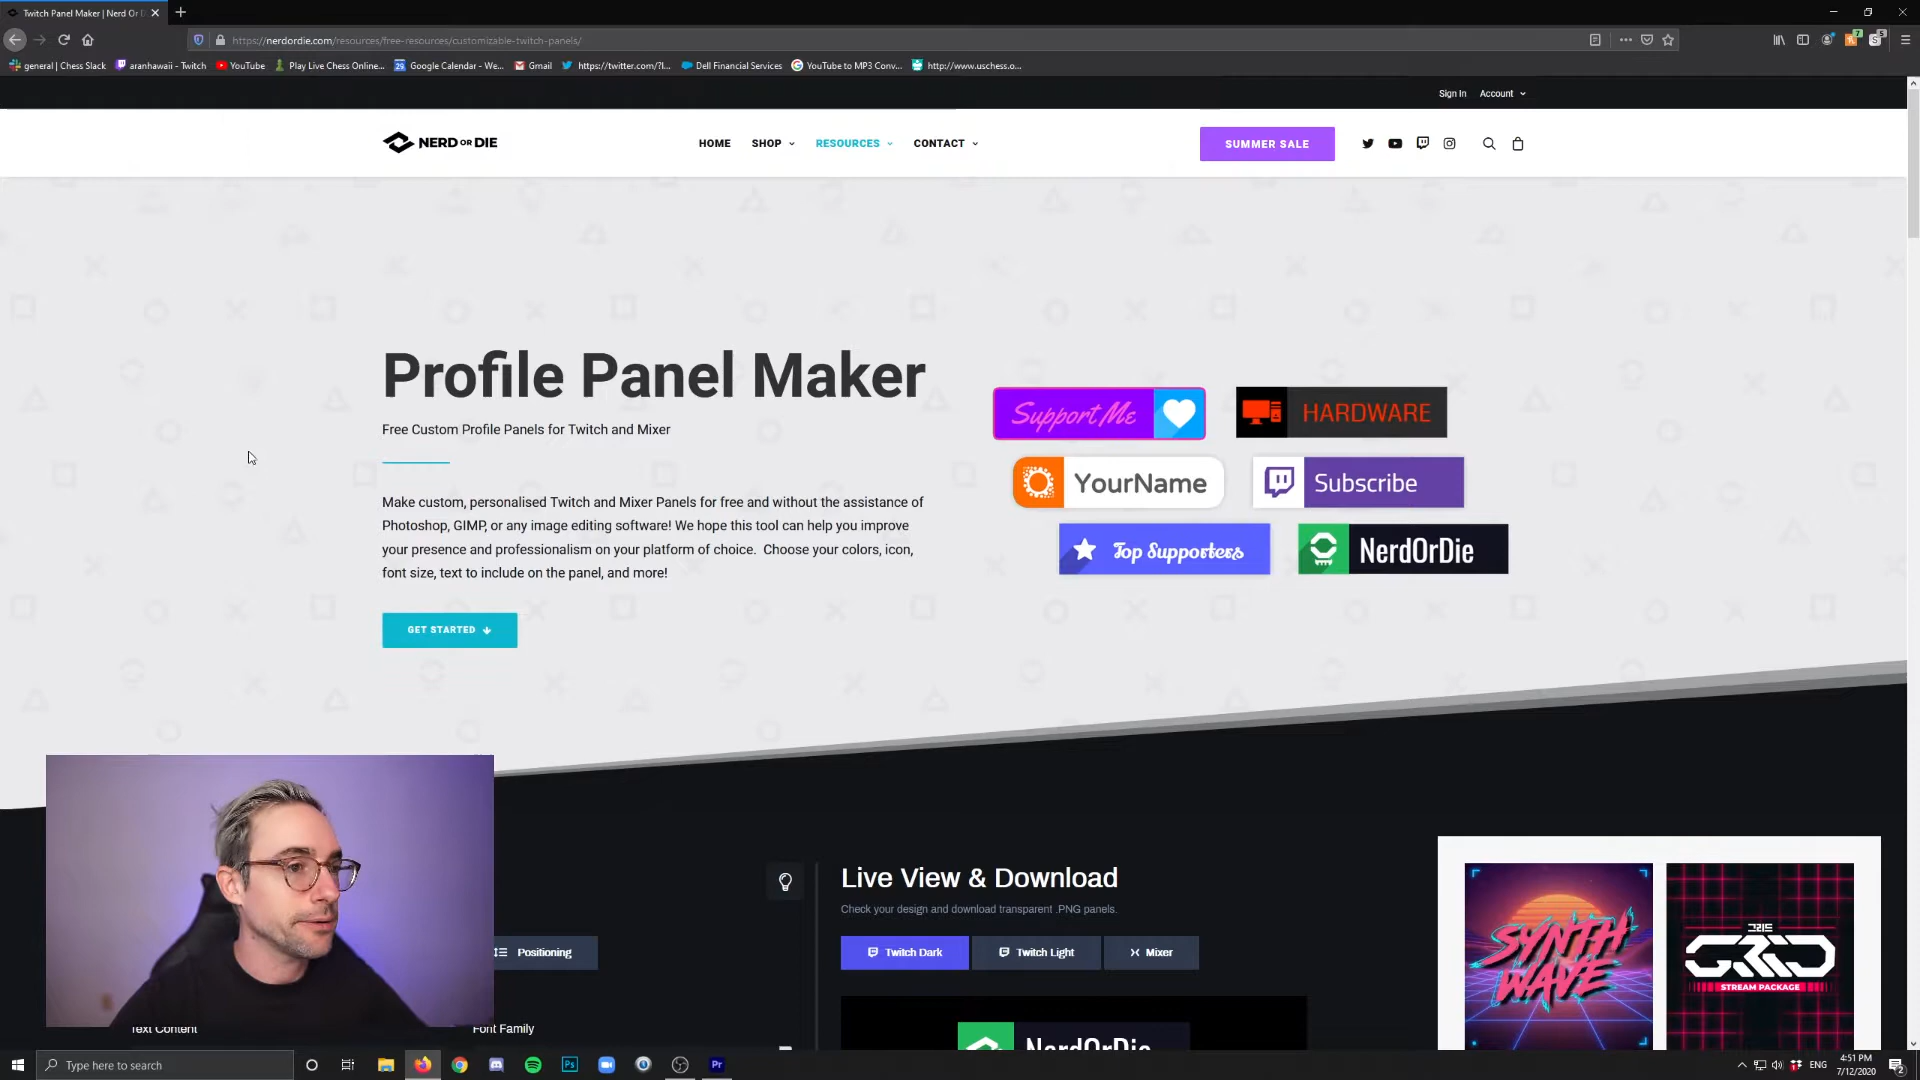 Twitch Panel Maker | Nerd Or D
https://nerdordie.com/resources/free-resources/customizable-twitch-panels/
general | Chess Slack
aranhawaii - Twitch
YouTube
Play Live Chess Online...
Google Calendar - We...
Gmail
https://twitter.com/?l...
Dell Financial Services
YouTube to MP3 Conv...
http://www.uschess.o...
Sign In
Account
NERD OR DIE
HOME
SHOP
RESOURCES
CONTACT
SUMMER SALE
Profile Panel Maker
Free Custom Profile Panels for Twitch and Mixer
Make custom, personalised Twitch and Mixer Panels for free and without the assistance of
Photoshop, GIMP, or any image editing software! We hope this tool can help you improve
your presence and professionalism on your platform of choice. Choose your colors, icon,
font size, text to include on the panel, and more!
GET STARTED
Support Me
HARDWARE
YourName
Subscribe
Top Supporters
NerdOrDie
Live View & Download
Check your design and download transparent .PNG panels.
Positioning
Twitch Dark
Twitch Light
Mixer
Text Content
Font Family
NerdOrDie
SYNTH
WAVE
그리드
GRID
STREAM PACKAGE
Type here to search
ENG
4:51 PM
7/12/2020